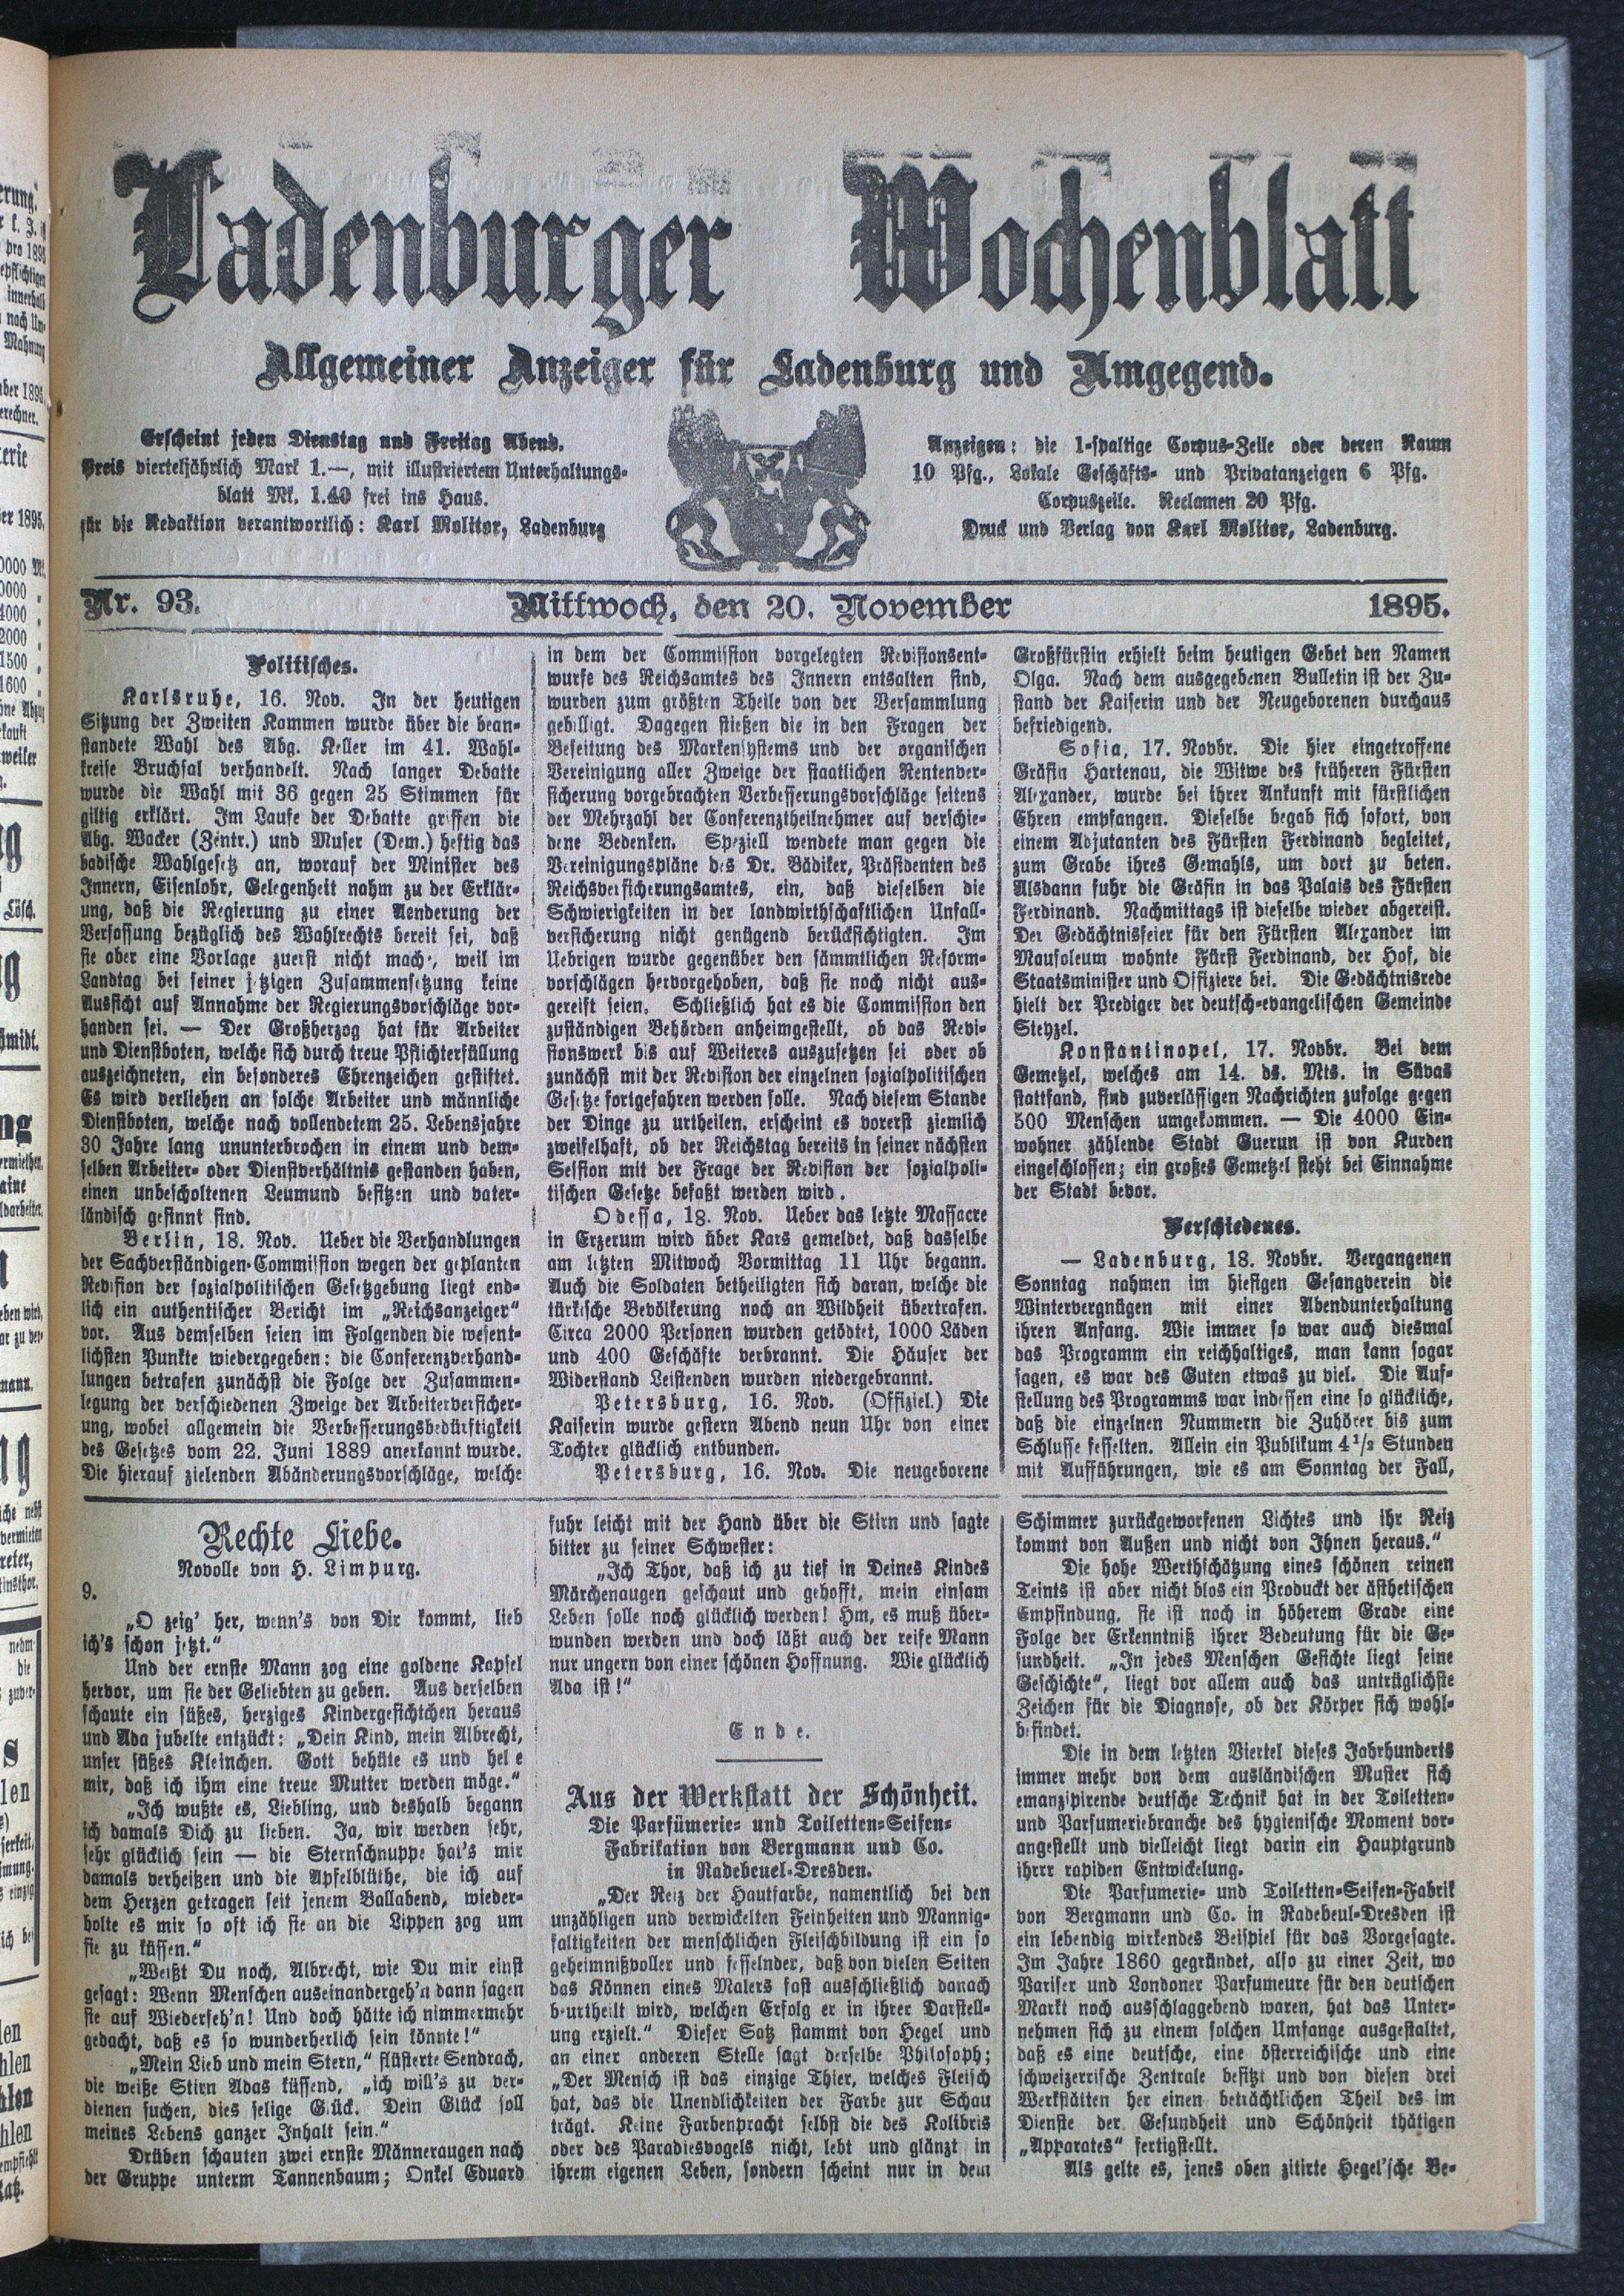 Ladenburger Wochenblatt
Allgemeiner Anzeiger für Ladenburg und Umgegend.
Erscheint jeden Dienstag und Freitag Abend.
Preis vierteljährlich Mark 1.—, mit illustriertem Unterhaltungs-
blatt Mk. 1.40 frei ins Haus.
für die Redaktion verantwortlich: Karl Molitor, Ladenburg
Anzeigen: die 1-spaltige Corpus-Zeile oder deren Raum
10 Pfg., Lokale Geschäfts- und Privatanzeigen 6 Pfg.
Corpuszeile. Reclamen 20 Pfg.
Druck und Verlag von Karl Molitor, Ladenburg.
Nr. 93. Mittwoch, den 20. November 1895.
Politisches.
Karlsruhe, 16. Nov. In der heutigen
Sitzung der Zweiten Kammen wurde über die bean-
standete Wahl des Abg. Keller im 41. Wahl-
kreise Bruchsal verhandelt. Nach langer Debatte
wurde die Wahl mit 36 gegen 25 Stimmen für
giltig erklärt. Im Laufe der Debatte griffen die
Abg. Wacker (Zentr.) und Muser (Dem.) heftig das
badische Wahlgesetz an, worauf der Minister des
Innern, Eisenlohr, Gelegenheit nahm zu der Erklär-
ung, daß die Regierung zu einer Aenderung der
Verfassung bezüglich des Wahlrechts bereit sei, daß
sie aber eine Vorlage zuerst nicht mach', weil im
Landtag bei seiner jetzigen Zusammensetzung keine
Aussicht auf Annahme der Regierungsvorschläge vor-
handen sei. — Der Großherzog hat für Arbeiter
und Dienstboten, welche sich durch treue Pflichterfüllung
auszeichneten, ein besonderes Ehrenzeichen gestiftet.
Es wird verliehen an solche Arbeiter und männliche
Dienstboten, welche nach vollendetem 25. Lebensjahre
30 Jahre lang ununterbrochen in einem und dem-
selben Arbeiter- oder Dienstverhältnis gestanden haben,
einen unbescholtenen Leumund besitzen und vater-
ländisch gesinnt sind.
Berlin, 18. Nov. Ueber die Verhandlungen
der Sachverständigen-Commission wegen der geplanten
Revision der sozialpolitischen Gesetzgebung liegt end-
lich ein authentischer Bericht im „Reichsanzeiger“
vor. Aus demselben seien im Folgenden die wesent-
lichsten Punkte wiedergegeben: die Conferenzverhand-
lungen betrafen zunächst die Folge der Zusammen-
legung der verschiedenen Zweige der Arbeiterversicher-
ung, wobei allgemein die Verbesserungsbedürftigkeit
des Gesetzes vom 22. Juni 1889 anerkannt wurde.
Die hierauf zielenden Abänderungsvorschläge, welche
in dem der Commission vorgelegten Revisionsent-
wurfe des Reichsamtes des Innern entsalten sind,
wurden zum größten Theile von der Versammlung
gebilligt. Dagegen stießen die in den Fragen der
Beseitung des Markensystems und der organischen
Vereinigung aller Zweige der staatlichen Rentenver-
sicherung vorgebrachten Verbesserungsvorschläge seitens
der Mehrzahl der Conferenztheilnehmer auf verschie-
dene Bedenken. Speziell wendete man gegen die
Vereinigungspläne des Dr. Bödiker, Präsidenten des
Reichsversicherungsamtes, ein, daß dieselben die
Schwierigkeiten in der landwirthschaftlichen Unfall-
versicherung nicht genügend berücksichtigten. Im
Uebrigen wurde gegenüber den sämmtlichen Reform-
vorschlägen hervorgehoben, daß sie noch nicht aus-
gereift seien. Schließlich hat es die Commission den
zuständigen Behörden anheimgestellt, ob das Revi-
sionswerk bis auf Weiteres auszusetzen sei oder ob
zunächst mit der Revision der einzelnen sozialpolitischen
Gesetze fortgefahren werden solle. Nach diesem Stande
der Dinge zu urtheilen. erscheint es vorerst ziemlich
zweifelhaft, ob der Reichstag bereits in seiner nächsten
Session mit der Frage der Revision der sozialpoli-
tischen Gesetze befaßt werden wird.
Odessa, 18. Nov. Ueber das letzte Massacre
in Erzerum wird über Kars gemeldet, daß dasselbe
am letzten Mitwoch Vormittag 11 Uhr begann.
Auch die Soldaten betheiligten sich daran, welche die
türkische Bevölkerung noch an Wildheit übertrafen.
Circa 2000 Personen wurden getödtet, 1000 Läden
und 400 Geschäfte verbrannt. Die Häuser der
Widerstand Leistenden wurden niedergebrannt.
Petersburg, 16. Nov. (Offiziel.) Die
Kaiserin wurde gestern Abend neun Uhr von einer
Tochter glücklich entbunden.
Petersburg, 16. Nov. Die neugeborene
Großfürstin erhielt beim heutigen Gebet den Namen
Olga. Nach dem ausgegebenen Bulletin ist der Zu-
stand der Kaiserin und der Neugeborenen durchaus
befriedigend.
Sofia, 17. Novbr. Die hier eingetroffene
Gräfin Hartenau, die Witwe des früheren Fürsten
Alexander, wurde bei ihrer Ankunft mit fürstlichen
Ehren empfangen. Dieselbe begab sich sofort, von
einem Adjutanten des Fürsten Ferdinand begleitet,
zum Grabe ihres Gemahls, um dort zu beten.
Alsdann fuhr die Gräfin in das Palais des Fürsten
Ferdinand. Nachmittags ist dieselbe wieder abgereist.
Der Gedächtnisfeier für den Fürsten Alexander im
Mausoleum wohnte Fürst Ferdinand, der Hof, die
Staatsminister und Offiziere bei. Die Gedächtnisrede
hielt der Prediger der deutsch-evangelischen Gemeinde
Steyzel.
Konstantinopel, 17. Novbr. Bei dem
Gemetzel, welches am 14. ds. Mts. in Süvas
stattfand, sind zuverlässigen Nachrichten zufolge gegen
500 Menschen umgekommen. — Die 4000 Ein-
wohner zählende Stadt Guerun ist von Kurden
eingeschlossen; ein großes Gemetzel steht bei Einnahme
der Stadt bevor.
Verschiedenes.
— Ladenburg, 18. Novbr. Vergangenen
Sonntag nahmen im hiesigen Gesangverein die
Wintervergnügen mit einer Abendunterhaltung
ihren Anfang. Wie immer so war auch diesmal
das Programm ein reichhaltiges, man kann sogar
sagen, es war des Guten etwas zu viel. Die Auf-
stellung des Programms war indessen eine so glückliche,
daß die einzelnen Nummern die Zuhörer bis zum
Schlusse fesselten. Allein ein Publikum 4 1/2 Stunden
mit Aufführungen, wie es am Sonntag der Fall,
Rechte Liebe.
Novolle von H. Limpurg.
9.
„O zeig' her, wenn's von Dir kommt, lieb
ich's schon jetzt.“
Und der ernste Mann zog eine goldene Kapsel
hervor, um sie der Geliebten zu geben. Aus derselben
schaute ein süßes, herziges Kindergesichtchen heraus
und Ada jubelte entzückt: „Dein Kind, mein Albrecht,
unser süßes Kleinchen. Gott behüte es und hel e
mir, daß ich ihm eine treue Mutter werden möge.“
„Ich wußte es, Liebling, und deshalb begann
ich damals Dich zu lieben. Ja, wir werden sehr,
sehr glücklich sein — die Sternschnuppe hat's mir
damals verheißen und die Apfelblüthe, die ich auf
dem Herzen getragen seit jenem Ballabend, wieder-
holte es mir so oft ich sie an die Lippen zog um
sie zu küssen.“
„Weißt Du noch, Albrecht, wie Du mir einst
gesagt: Wenn Menschen auseinandergeh'n dann sagen
sie auf Wiederseh'n! Und doch hätte ich nimmermehr
gedacht, daß es so wunderherlich sein könnte!“
„Mein Lieb und mein Stern,“ flüsterte Sendrach,
die weiße Stirn Adas küssend, „ich will's zu ver-
dienen suchen, dies selige Glück. Dein Glück soll
meines Lebens ganzer Inhalt sein.“
Drüben schauten zwei ernste Männeraugen nach
der Gruppe unterm Tannenbaum; Onkel Eduard
fuhr leicht mit der Hand über die Stirn und sagte
bitter zu seiner Schwester:
„Ich Thor, daß ich zu tief in Deines Kindes
Märchenaugen geschaut und gehofft, mein einsam
Leben solle noch glücklich werden! Hm, es muß über-
wunden werden und doch läßt auch der reife Mann
nur ungern von einer schönen Hoffnung. Wie glücklich
Ada ist!“
Ende.
Aus der Werkstatt der Schönheit.
Die Parfümerie- und Toiletten-Seifen-
Fabrikation von Bergmann und Co.
in Radebeuel-Dresden.
„Der Reiz der Hautfarbe, namentlich bei den
unzähligen und verwickelten Feinheiten und Mannig-
faltigkeiten der menschlichen Fleischbildung ist ein so
geheimnißvoller und fesselnder, daß von vielen Seiten
das Können eines Malers fast ausschließlich danach
beurtheilt wird, welchen Erfolg er in ihrer Darstell-
ung erzielt.“ Dieser Satz stammt von Hegel und
an einer anderen Stelle sagt derselbe Philosoph;
„Der Mensch ist das einzige Thier, welches Fleisch
hat, das die Unendlichkeiten der Farbe zur Schau
trägt. Keine Farbenpracht selbst die des Kolibris
oder des Paradiesvogels nicht, lebt und glänzt in
ihrem eigenen Leben, sondern scheint nur in dem
Schimmer zurückgeworfenen Lichtes und ihr Reiz
kommt von Außen und nicht von Ihnen heraus.“
Die hohe Werthschätzung eines schönen reinen
Teints ist aber nicht blos ein Produckt der ästhetischen
Empfindung, sie ist noch in höherem Grade eine
Folge der Erkenntniß ihrer Bedeutung für die Ge-
sundheit. „In jedes Menschen Gesichte liegt seine
Geschichte“, liegt vor allem auch das untrüglichste
Zeichen für die Diagnose, ob der Körper sich wohl-
befindet.
Die in dem letzten Viertel dieses Jahrhunderts
immer mehr von dem ausländischen Muster sich
emanzipirende deutsche Technik hat in der Toiletten-
und Parfumeriebranche des hygienische Moment vor-
angestellt und vielleicht liegt darin ein Hauptgrund
ihrrr rapiden Entwickelung.
Die Parfumerie- und Toiletten-Seifen-Fabrik
von Bergmann und Co. in Radebeul-Dresden ist
ein lebendig wirkendes Beispiel für das Vorgesagte.
Im Jahre 1860 gegründet, also zu einer Zeit, wo
Pariser und Londoner Parfumeure für den deutschen
Markt noch ausschlaggebend waren, hat das Unter-
nehmen sich zu einem solchen Umfange ausgestaltet,
daß es eine deutsche, eine österreichische und eine
schweizerrische Zentrale besitzt und von diesen drei
Werkstätten her einen beträchtlichen Theil des im
Dienste der Gesundheit und Schönheit thätigen
„Apparates“ fertigstellt.
Als gelte es, jenes oben zitirte Hegel'sche Be-